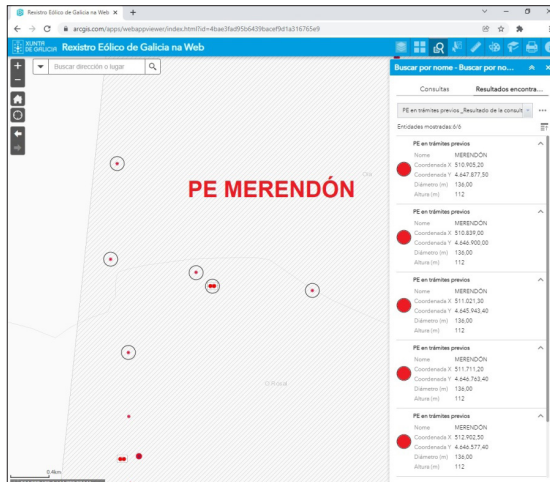 Rexistro Eólico de Galicia na Web
arcgis.com/apps/webappviewer/index.html?id=4bae3fad95b6439bacef9d1a316765e9
XUNTA
DE GALICIA
Rexistro Eólico de Galicia na Web
Buscar dirección o lugar
Buscar por nome - Buscar por no...
Consultas
Resultados encontra...
PE en trámites previos _Resultado de la consult
Entidades mostradas:6/6
PE en trámites previos
Nome MERENDÓN
Coordenada X 510.905,20
Coordenada Y 4.647.877,50
Diámetro (m) 136,00
Altura (m) 112
PE en trámites previos
Nome MERENDÓN
Coordenada X 510.839,00
Coordenada Y 4.646.900,00
Diámetro (m) 136,00
Altura (m) 112
PE en trámites previos
Nome MERENDÓN
Coordenada X 511.021,30
Coordenada Y 4.645.943,40
Diámetro (m) 136,00
Altura (m) 112
PE en trámites previos
Nome MERENDÓN
Coordenada X 511.711,20
Coordenada Y 4.646.763,40
Diámetro (m) 136,00
Altura (m) 112
PE en trámites previos
Nome MERENDÓN
Coordenada X 512.902,50
Coordenada Y 4.646.577,40
Diámetro (m) 136,00
Altura (m) 112
PE MERENDÓN
O Rosal
0,4km